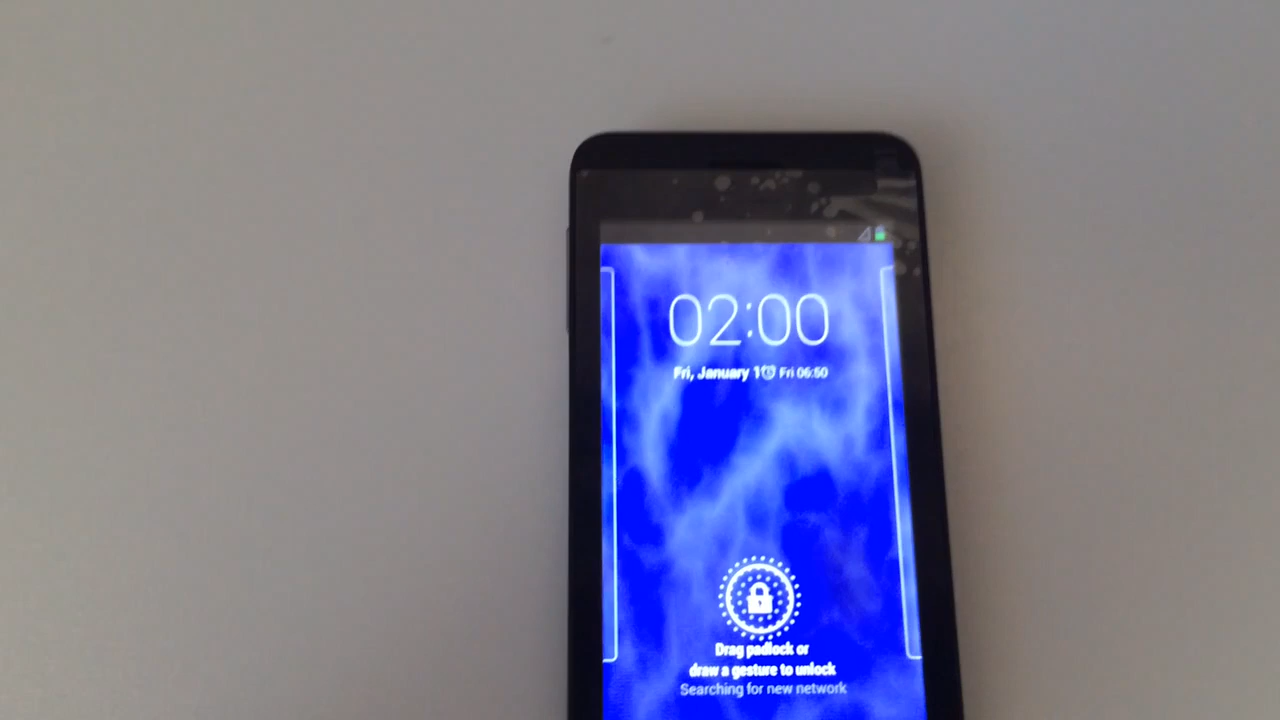 02:00
Fri, January 1 Fri 06:50
Drag padlock or
draw a gesture to unlock
Searching for new network